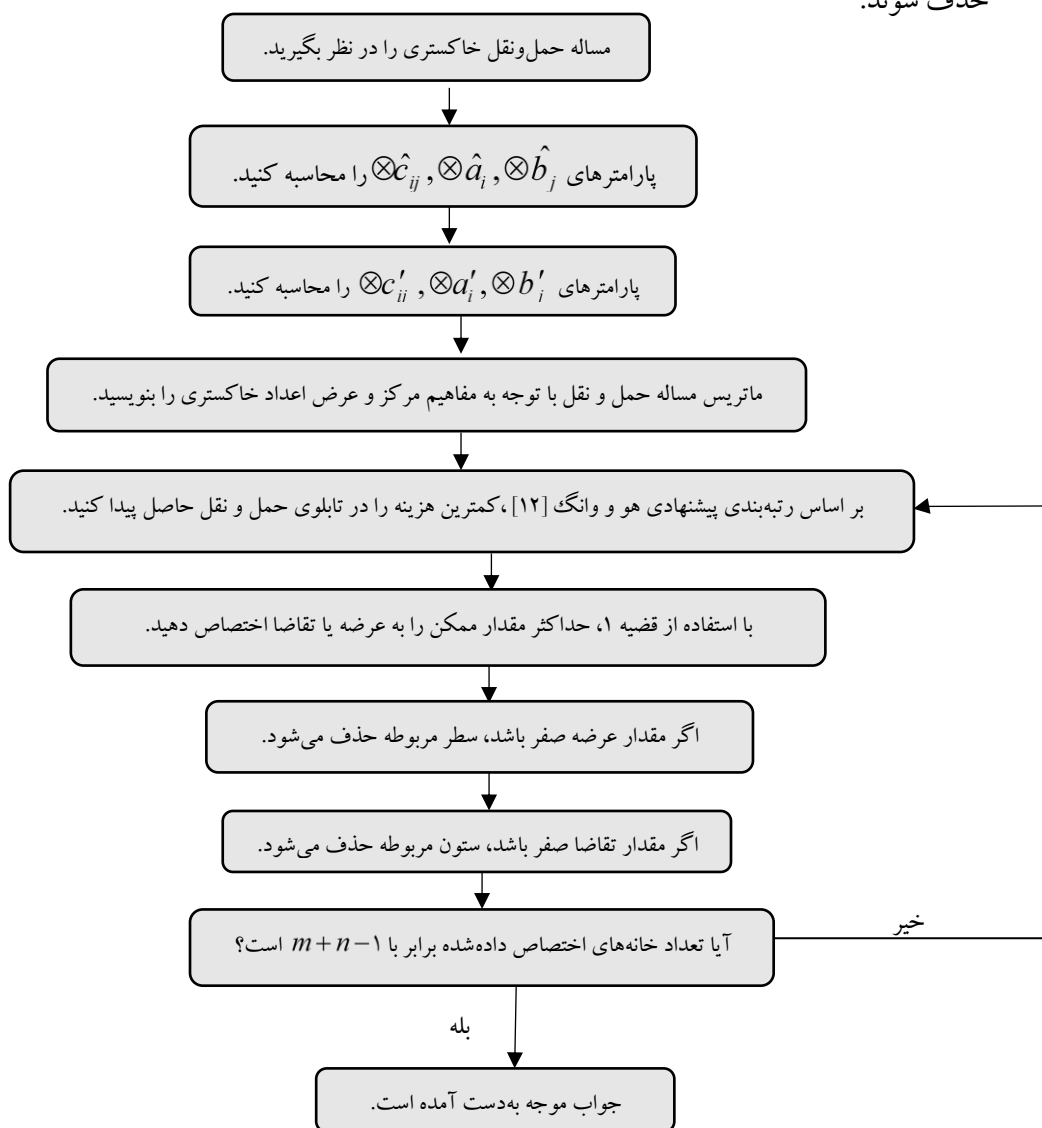 حذف شوند.
مساله حمل‌ونقل خاکستری را در نظر بگیرید.
پارامترهای ⊗ĉ_ij , ⊗â_i , ⊗b̂_j را محاسبه کنید.
پارامترهای ⊗c′_ij , ⊗a′_i , ⊗b′_j را محاسبه کنید.
ماتریس مساله حمل و نقل با توجه به مفاهیم مرکز و عرض اعداد خاکستری را بنویسید.
بر اساس رتبه‌بندی پیشنهادی هو و وانگ [۱۲]، کمترین هزینه را در تابلوی حمل و نقل حاصل پیدا کنید.
با استفاده از قضیه ۱، حداکثر مقدار ممکن را به عرضه یا تقاضا اختصاص دهید.
اگر مقدار عرضه صفر باشد، سطر مربوطه حذف می‌شود.
اگر مقدار تقاضا صفر باشد، ستون مربوطه حذف می‌شود.
آیا تعداد خانه‌های اختصاص داده‌شده برابر با m+n−۱ است؟
خیر
بله
جواب موجه به‌دست آمده است.